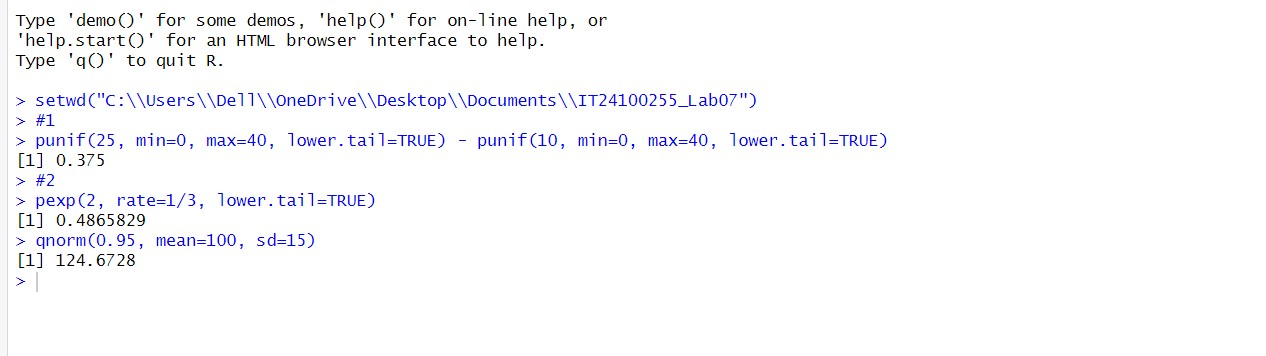 Type 'demo()' for some demos, 'help()' for on-line help, or
'help.start()' for an HTML browser interface to help.
Type 'q()' to quit R.
> setwd("C:\\Users\\Dell\\OneDrive\\Desktop\\Documents\\IT24100255_Lab07")
> #1
> punif(25, min=0, max=40, lower.tail=TRUE) - punif(10, min=0, max=40, lower.tail=TRUE)
[1] 0.375
> #2
> pexp(2, rate=1/3, lower.tail=TRUE)
[1] 0.4865829
> qnorm(0.95, mean=100, sd=15)
[1] 124.6728
>